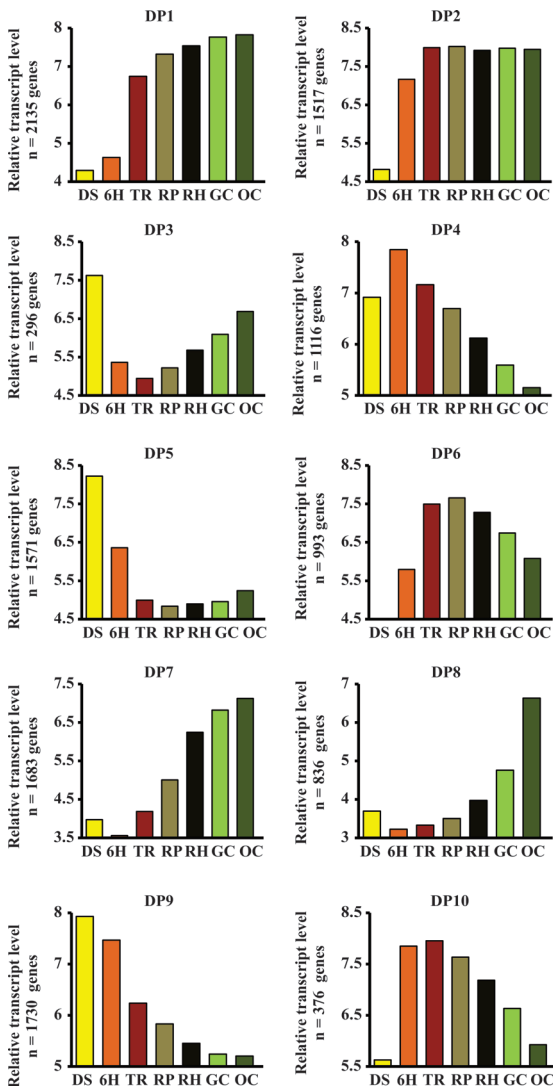 DP1
Relative transcript level
n = 2135 genes
8
7
6
5
4
DS 6H TR RP RH GC OC
DP2
Relative transcript level
n = 1517 genes
8.5
7.5
6.5
5.5
4.5
DS 6H TR RP RH GC OC
DP3
Relative transcript level
n = 296 genes
8.5
7.5
6.5
5.5
4.5
DS 6H TR RP RH GC OC
DP4
Relative transcript level
n = 1116 genes
8
7
6
5
DS 6H TR RP RH GC OC
DP5
Relative transcript level
n = 1571 genes
8.5
7.5
6.5
5.5
4.5
DS 6H TR RP RH GC OC
DP6
Relative transcript level
n = 993 genes
8.5
7.5
6.5
5.5
4.5
DS 6H TR RP RH GC OC
DP7
Relative transcript level
n = 1683 genes
7.5
6.5
5.5
4.5
3.5
DS 6H TR RP RH GC OC
DP8
Relative transcript level
n = 836 genes
7
6
5
4
3
DS 6H TR RP RH GC OC
DP9
Relative transcript level
n = 1730 genes
8
7
6
5
DS 6H TR RP RH GC OC
DP10
Relative transcript level
n = 376 genes
8.5
7.5
6.5
5.5
DS 6H TR RP RH GC OC